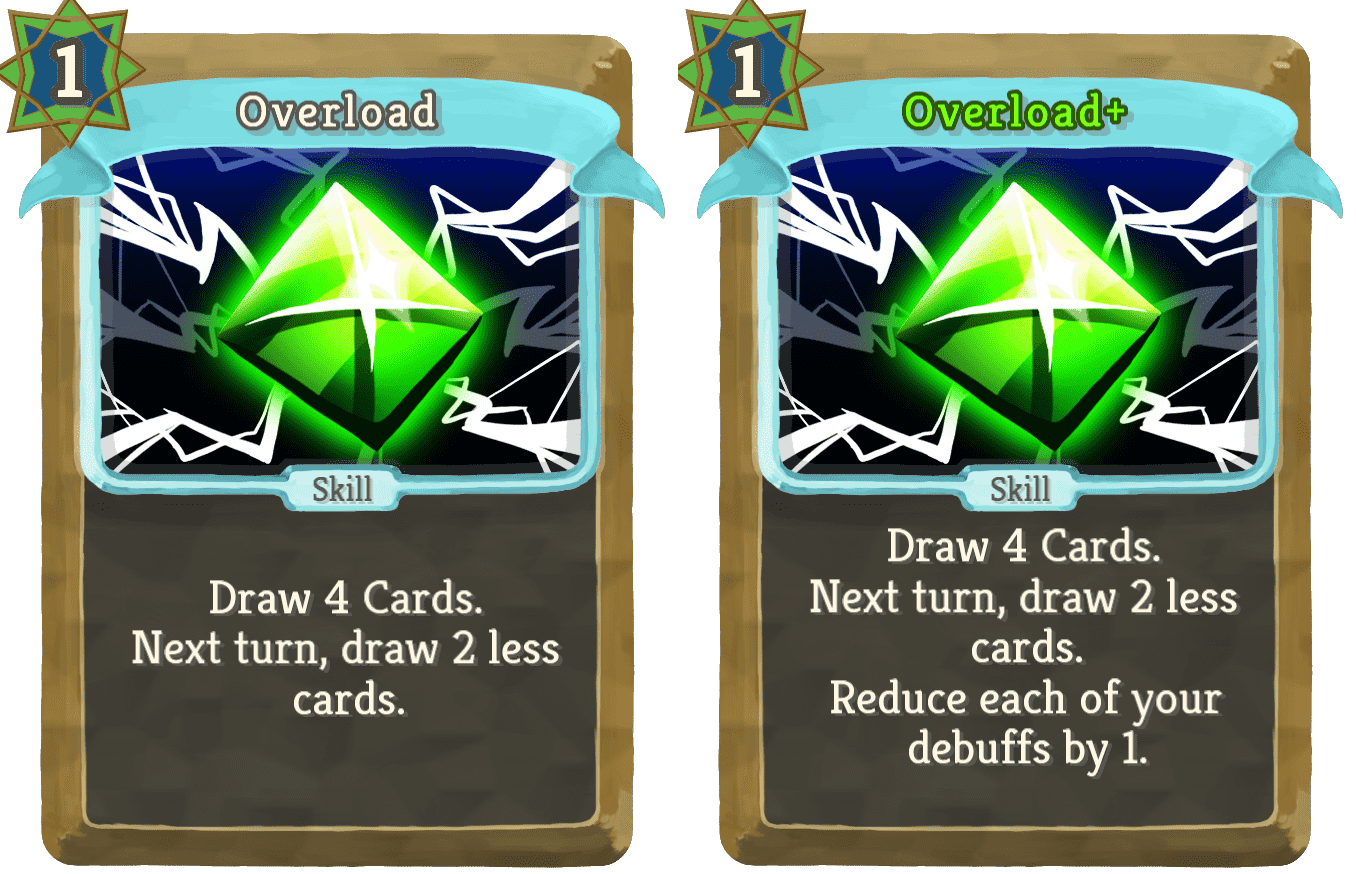 1
Overload
Skill
Draw 4 Cards.
Next turn, draw 2 less
cards.
1
Overload+
Skill
Draw 4 Cards.
Next turn, draw 2 less
cards.
Reduce each of your
debuffs by 1.